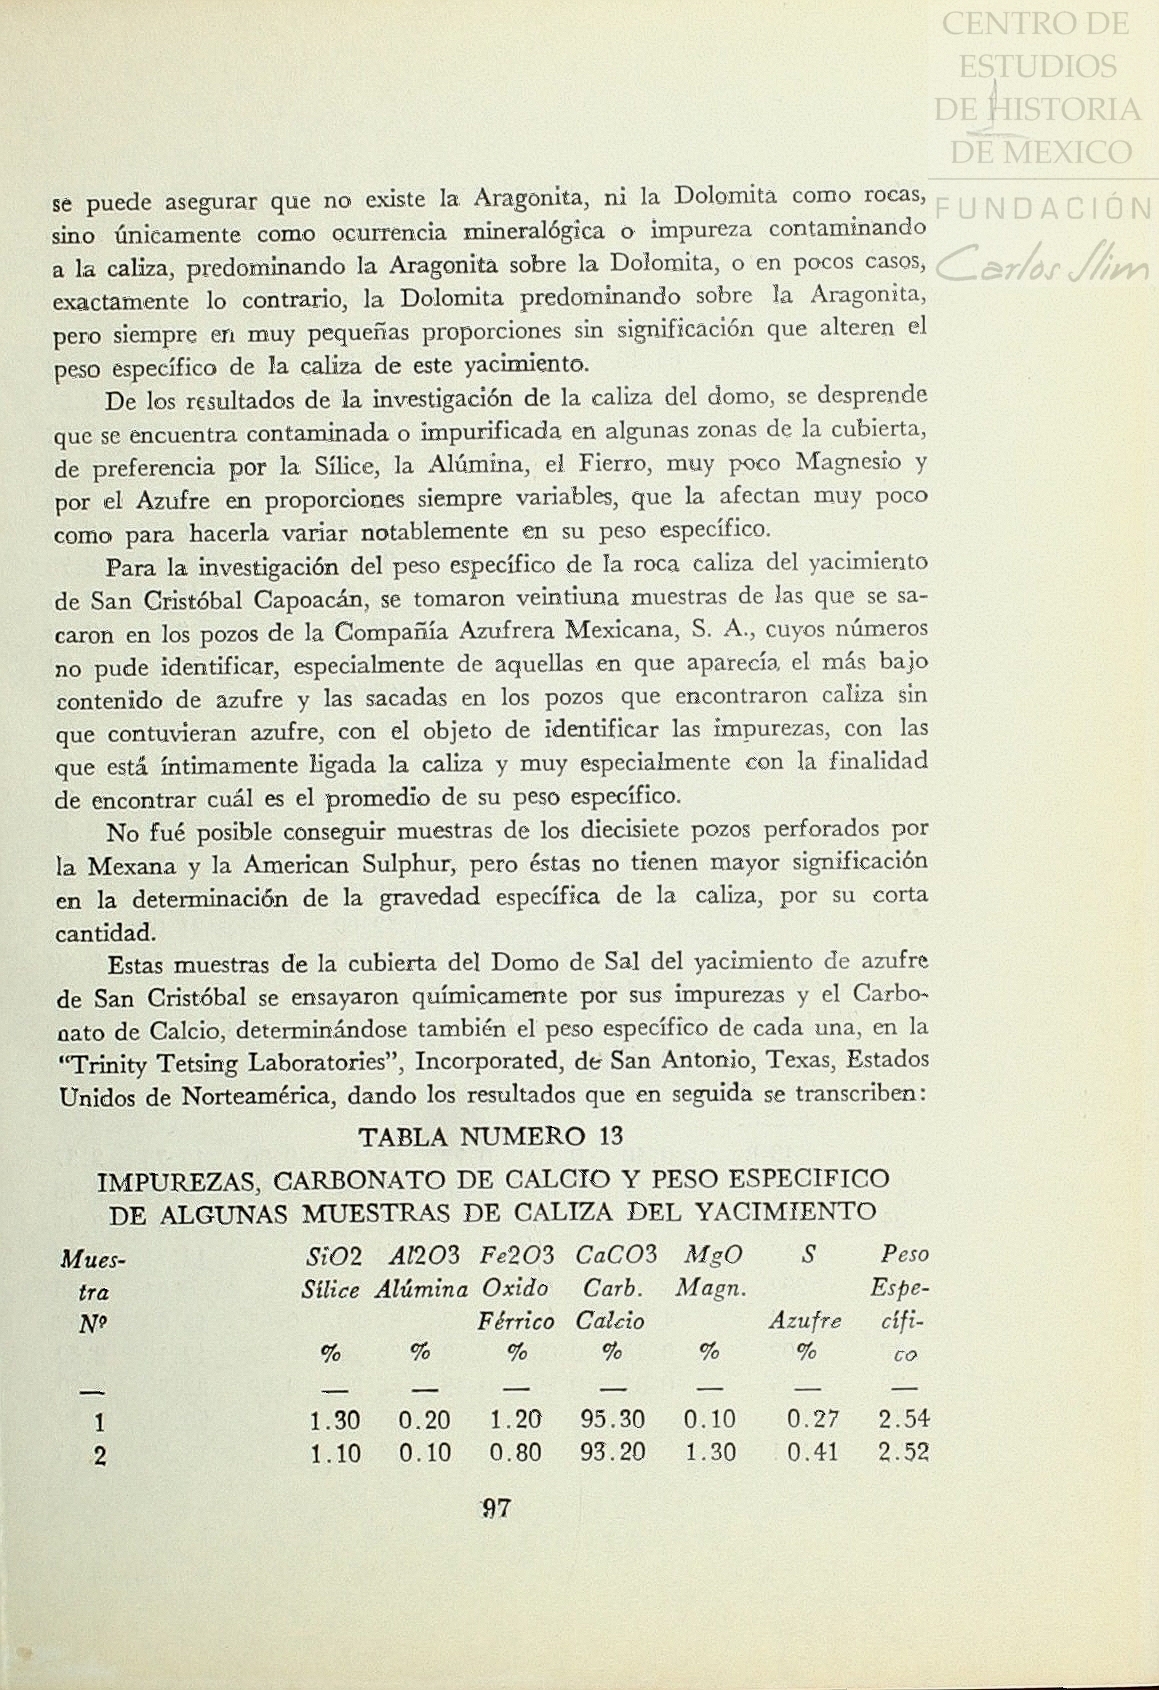 CENTRO DE
ESTUDIOS
DE HISTORIA
DE MEXICO
FUNDACIÓN
Carlos Slim
se puede asegurar que no existe la Aragonita, ni la Dolomita como rocas,
sino únicamente como ocurrencia mineralógica o impureza contaminando
a la caliza, predominando la Aragonita sobre la Dolomita, o en pocos casos,
exactamente lo contrario, la Dolomita predominando sobre la Aragonita,
pero siempre en muy pequeñas proporciones sin significación que alteren el
peso específico de la caliza de este yacimiento.
De los resultados de la investigación de la caliza del domo, se desprende
que se encuentra contaminada o impurificada en algunas zonas de la cubierta,
de preferencia por la Sílice, la Alúmina, el Fierro, muy poco Magnesio y
por el Azufre en proporciones siempre variables, que la afectan muy poco
como para hacerla variar notablemente en su peso específico.
Para la investigación del peso específico de la roca caliza del yacimiento
de San Cristóbal Capoacán, se tomaron veintiuna muestras de las que se sa-
caron en los pozos de la Compañía Azufrera Mexicana, S. A., cuyos números
no pude identificar, especialmente de aquellas en que aparecía el más bajo
contenido de azufre y las sacadas en los pozos que encontraron caliza sin
que contuvieran azufre, con el objeto de identificar las impurezas, con las
que está íntimamente ligada la caliza y muy especialmente con la finalidad
de encontrar cuál es el promedio de su peso específico.
No fué posible conseguir muestras de los diecisiete pozos perforados por
la Mexana y la American Sulphur, pero éstas no tienen mayor significación
en la determinación de la gravedad específica de la caliza, por su corta
cantidad.
Estas muestras de la cubierta del Domo de Sal del yacimiento de azufre
de San Cristóbal se ensayaron químicamente por sus impurezas y el Carbo-
nato de Calcio, determinándose también el peso específico de cada una, en la
“Trinity Tetsing Laboratories”, Incorporated, de San Antonio, Texas, Estados
Unidos de Norteamérica, dando los resultados que en seguida se transcriben:
TABLA NUMERO 13
IMPUREZAS, CARBONATO DE CALCIO Y PESO ESPECIFICO
DE ALGUNAS MUESTRAS DE CALIZA DEL YACIMIENTO
Mues- SiO2 Al2O3 Fe2O3 CaCO3 MgO S Peso
tra Sílice Alúmina Oxido Carb. Magn. Espe-
Nº Férrico Calcio Azufre cífi-
% % % % % % co
— — — — — — — —
1 1.30 0.20 1.20 95.30 0.10 0.27 2.54
2 1.10 0.10 0.80 93.20 1.30 0.41 2.52
97